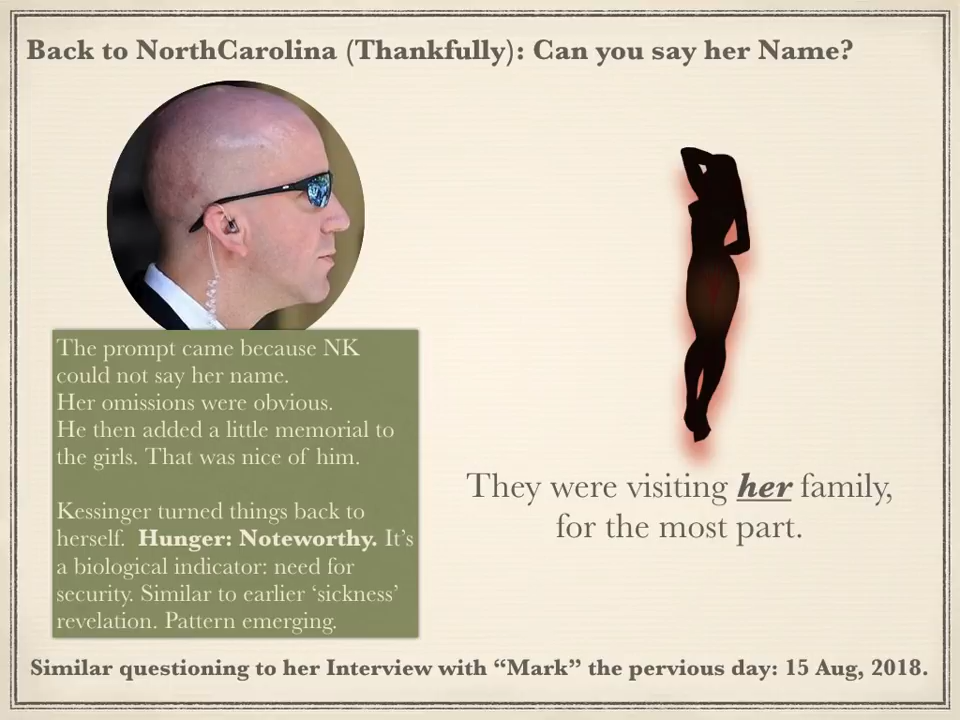 Back to NorthCarolina (Thankfully): Can you say her Name?
The prompt came because NK
could not say her name.
Her omissions were obvious.
He then added a little memorial to
the girls. That was nice of him.
Kessinger turned things back to
herself. Hunger: Noteworthy. It's
a biological indicator: need for
security. Similar to earlier ‘sickness’
revelation. Pattern emerging.
They were visiting her family,
for the most part.
Similar questioning to her Interview with “Mark” the pervious day: 15 Aug, 2018.